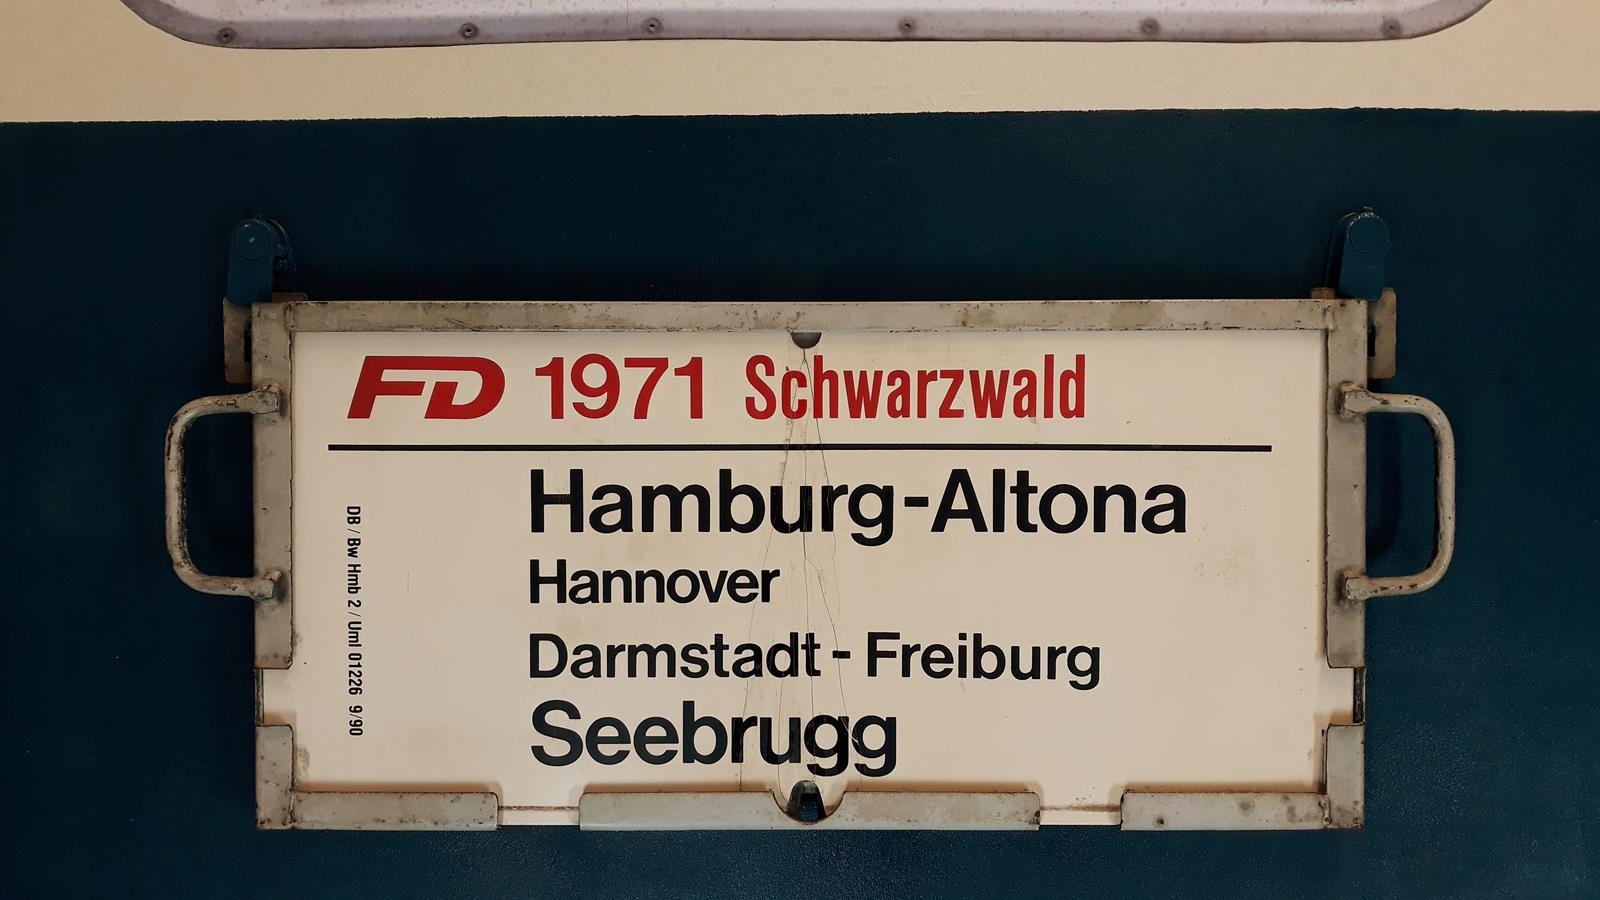 FD 1971 Schwarzwald
Hamburg-Altona
Hannover
Darmstadt - Freiburg
Seebrugg
DB / Bw Hmb 2 / Uml 01226 9/90